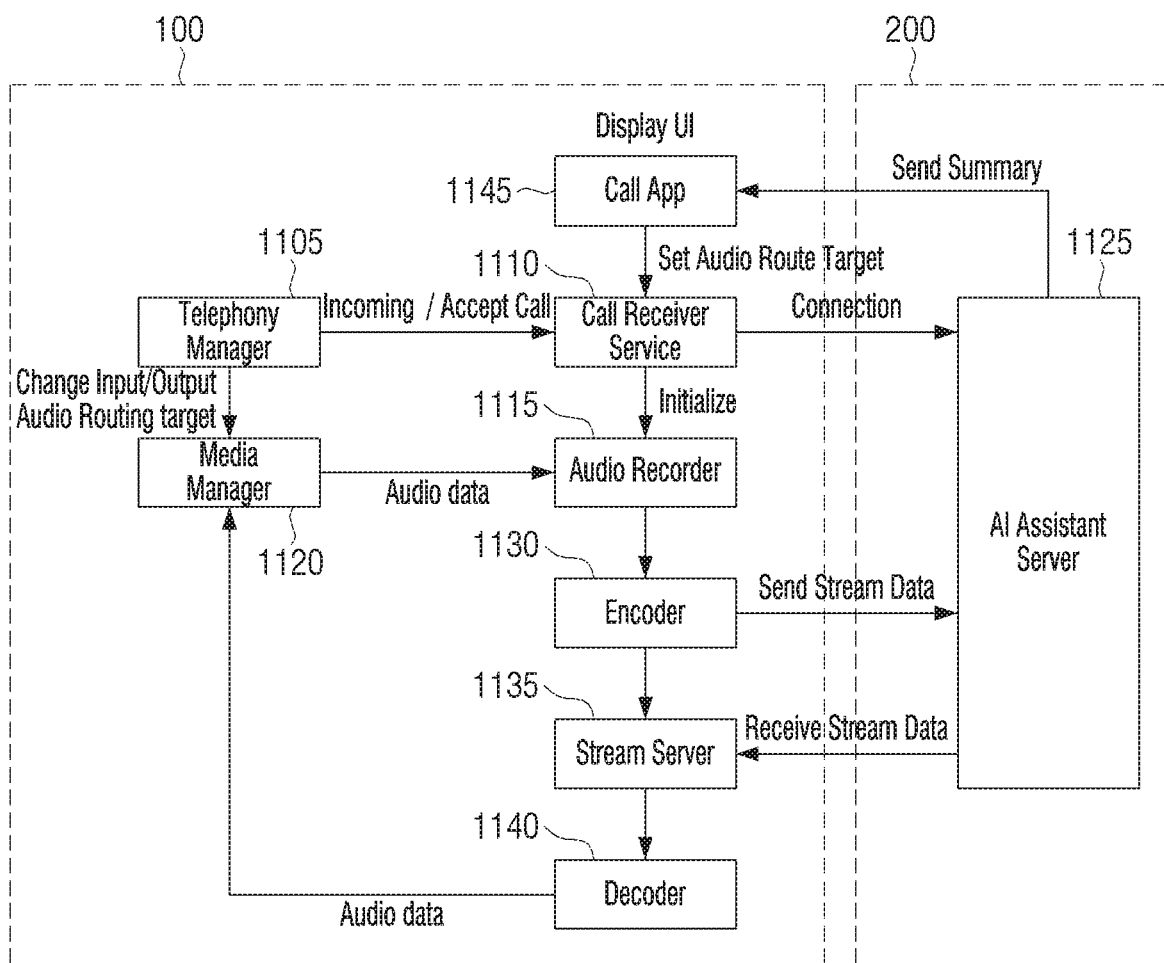 100
200
Display UI
Call App
1145
Send Summary
1105
1110
Set Audio Route Target
1125
Telephony
Manager
Incoming / Accept Call
Call Receiver
Service
Connection
Change Input/Output
Audio Routing target
1115
Initialize
Media
Manager
Audio data
Audio Recorder
AI Assistant
Server
1120
1130
Encoder
Send Stream Data
1135
Stream Server
Receive Stream Data
1140
Decoder
Audio data